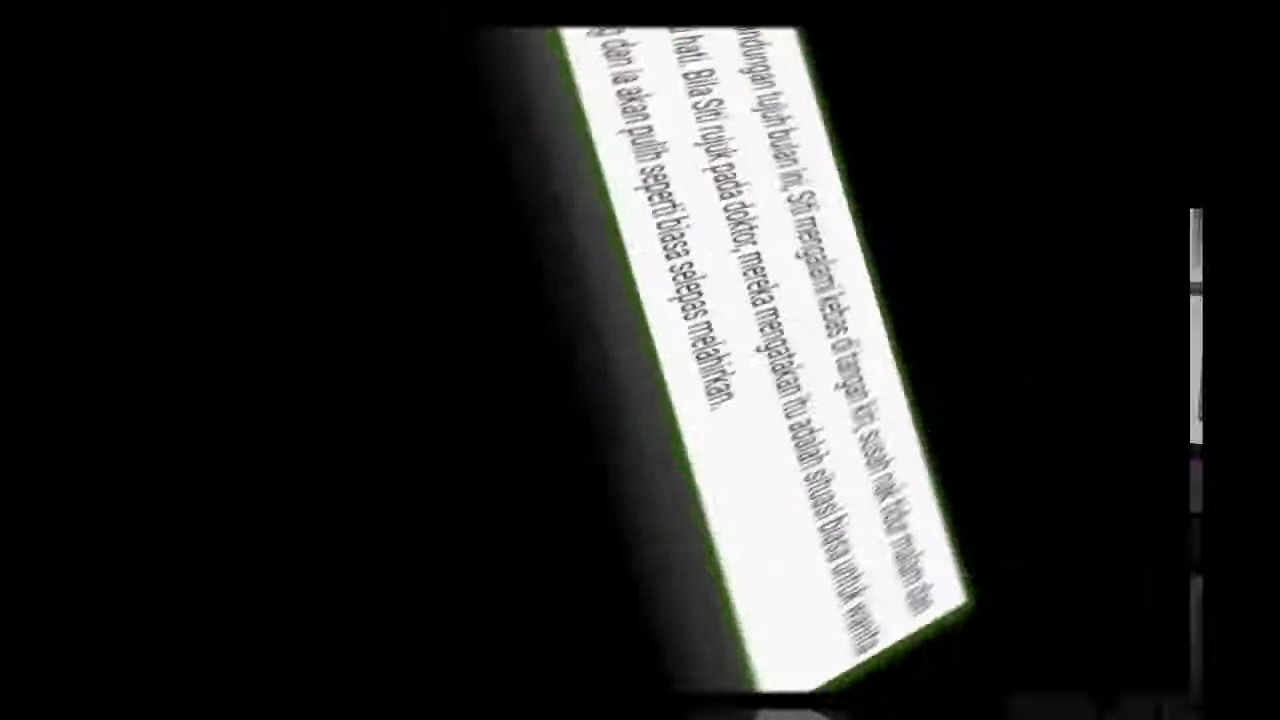 ndungan tujuh bulan ini, Siti mengalami kebas di tangan kiri, susah nak tidur malam dan
hati. Bila Siti rujuk pada doktor, mereka mengatakan itu adalah situasi biasa untuk wanita
g dan ia akan pulih seperti biasa selepas melahirkan.